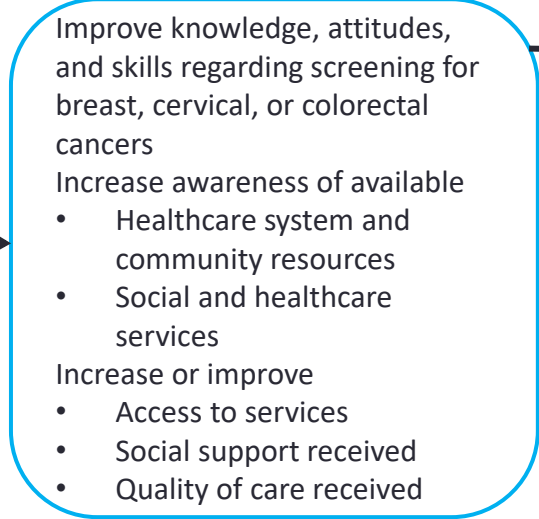 Improve knowledge, attitudes,
and skills regarding screening for
breast, cervical, or colorectal
cancers
Increase awareness of available
• Healthcare system and
community resources
• Social and healthcare
services
Increase or improve
• Access to services
• Social support received
• Quality of care received